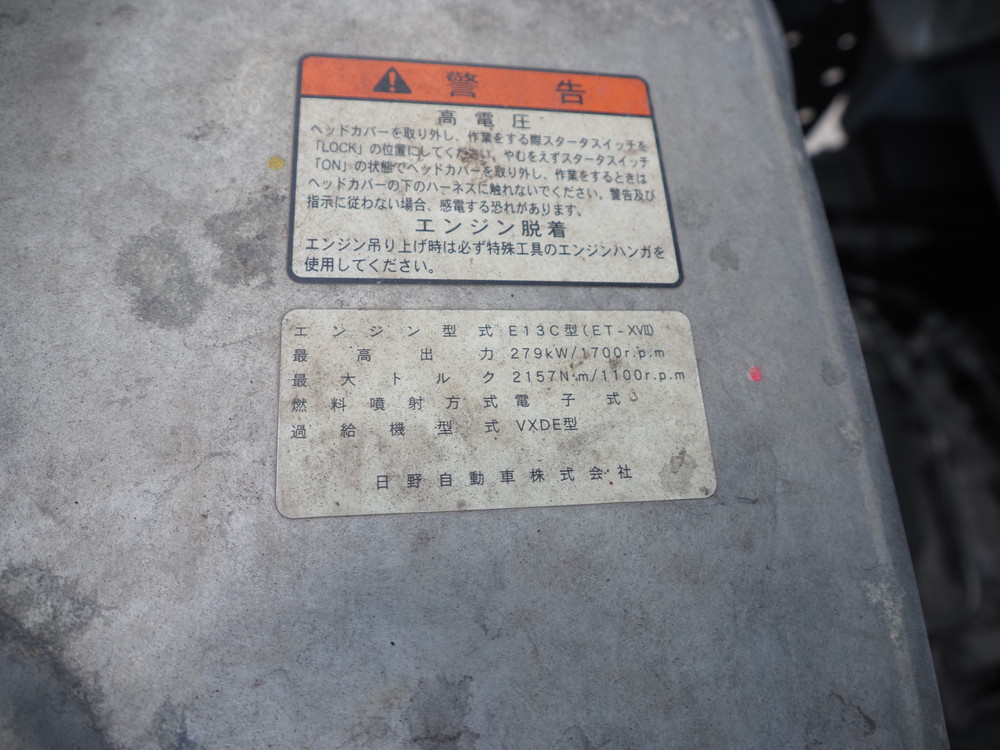 警告
高電圧
ヘッドカバーを取り外し、作業をする際スタータスイッチを
「LOCK」の位置にしてください。やむをえずスタータスイッチ
「ON」の状態でヘッドカバーを取り外し、作業をするときは
ヘッドカバーの下のハーネスに触れないでください。警告及び
指示に従わない場合、感電する恐れがあります。
エンジン脱着
エンジン吊り上げ時は必ず特殊工具のエンジンハンガを
使用してください。
エンジン型式 E13C型(ET-XVII)
最高出力 279kW/1700r.p.m
最大トルク 2157N·m/1100r.p.m
燃料噴射方式 電子式
過給機型式 VXDE型
日野自動車株式会社